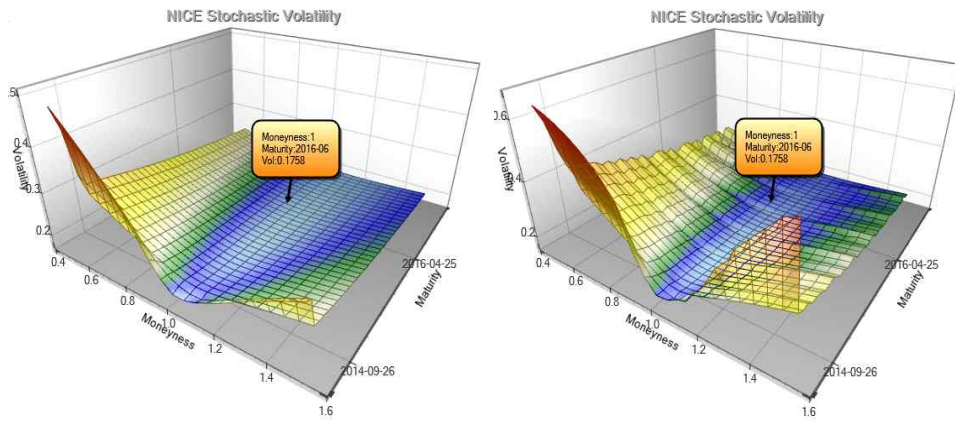 NICE Stochastic Volatility
.5
0.4
0.3
0.2
Volatility
Moneyness:1
Maturity:2016-06
Vol:0.1758
0.4
0.6
0.8
1.0
1.2
1.4
1.6
Moneyness
2014-09-26
2016-04-25
Maturity
NICE Stochastic Volatility
0.6
0.4
0.2
Volatility
Moneyness:1
Maturity:2016-06
Vol:0.1758
0.4
0.6
0.8
1.0
1.2
1.4
1.6
Moneyness
2014-09-26
2016-04-25
Maturity